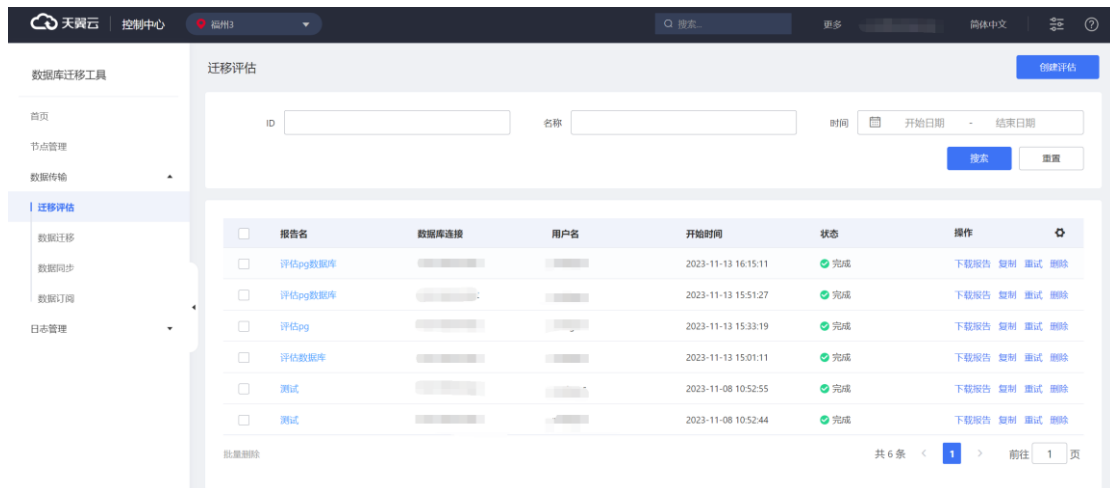 天翼云 控制中心 福州3 搜索... 更多 简体中文
数据库迁移工具
首页
节点管理
数据传输
迁移评估
数据迁移
数据同步
数据订阅
日志管理
迁移评估 创建评估
ID 名称 时间 开始日期 - 结束日期
搜索 重置
报告名 数据库连接 用户名 开始时间 状态 操作
评估pg数据库 2023-11-13 16:15:11 完成 下载报告 复制 重试 删除
评估pg数据库 2023-11-13 15:51:27 完成 下载报告 复制 重试 删除
评估pg 2023-11-13 15:33:19 完成 下载报告 复制 重试 删除
评估数据库 2023-11-13 15:01:11 完成 下载报告 复制 重试 删除
测试 2023-11-08 10:52:55 完成 下载报告 复制 重试 删除
测试 2023-11-08 10:52:44 完成 下载报告 复制 重试 删除
批量删除 共 6 条 1 前往 1 页